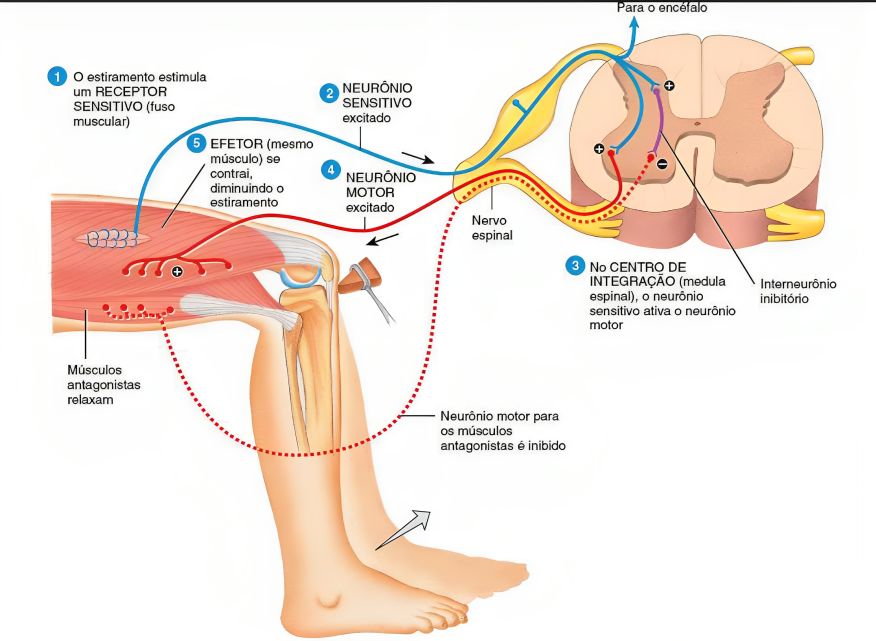 Para o encéfalo
1 O estiramento estimula
um RECEPTOR
SENSITIVO (fuso
muscular)
2 NEURÔNIO
SENSITIVO
excitado
5 EFETOR (mesmo
músculo) se
contrai,
diminuindo o
estiramento
4 NEURÔNIO
MOTOR
excitado
+
+
−
Nervo
espinal
+
3 No CENTRO DE
INTEGRAÇÃO (medula
espinal), o neurônio
sensitivo ativa o neurônio
motor
Interneurônio
inibitório
Músculos
antagonistas
relaxam
Neurônio motor para
os músculos
antagonistas é inibido